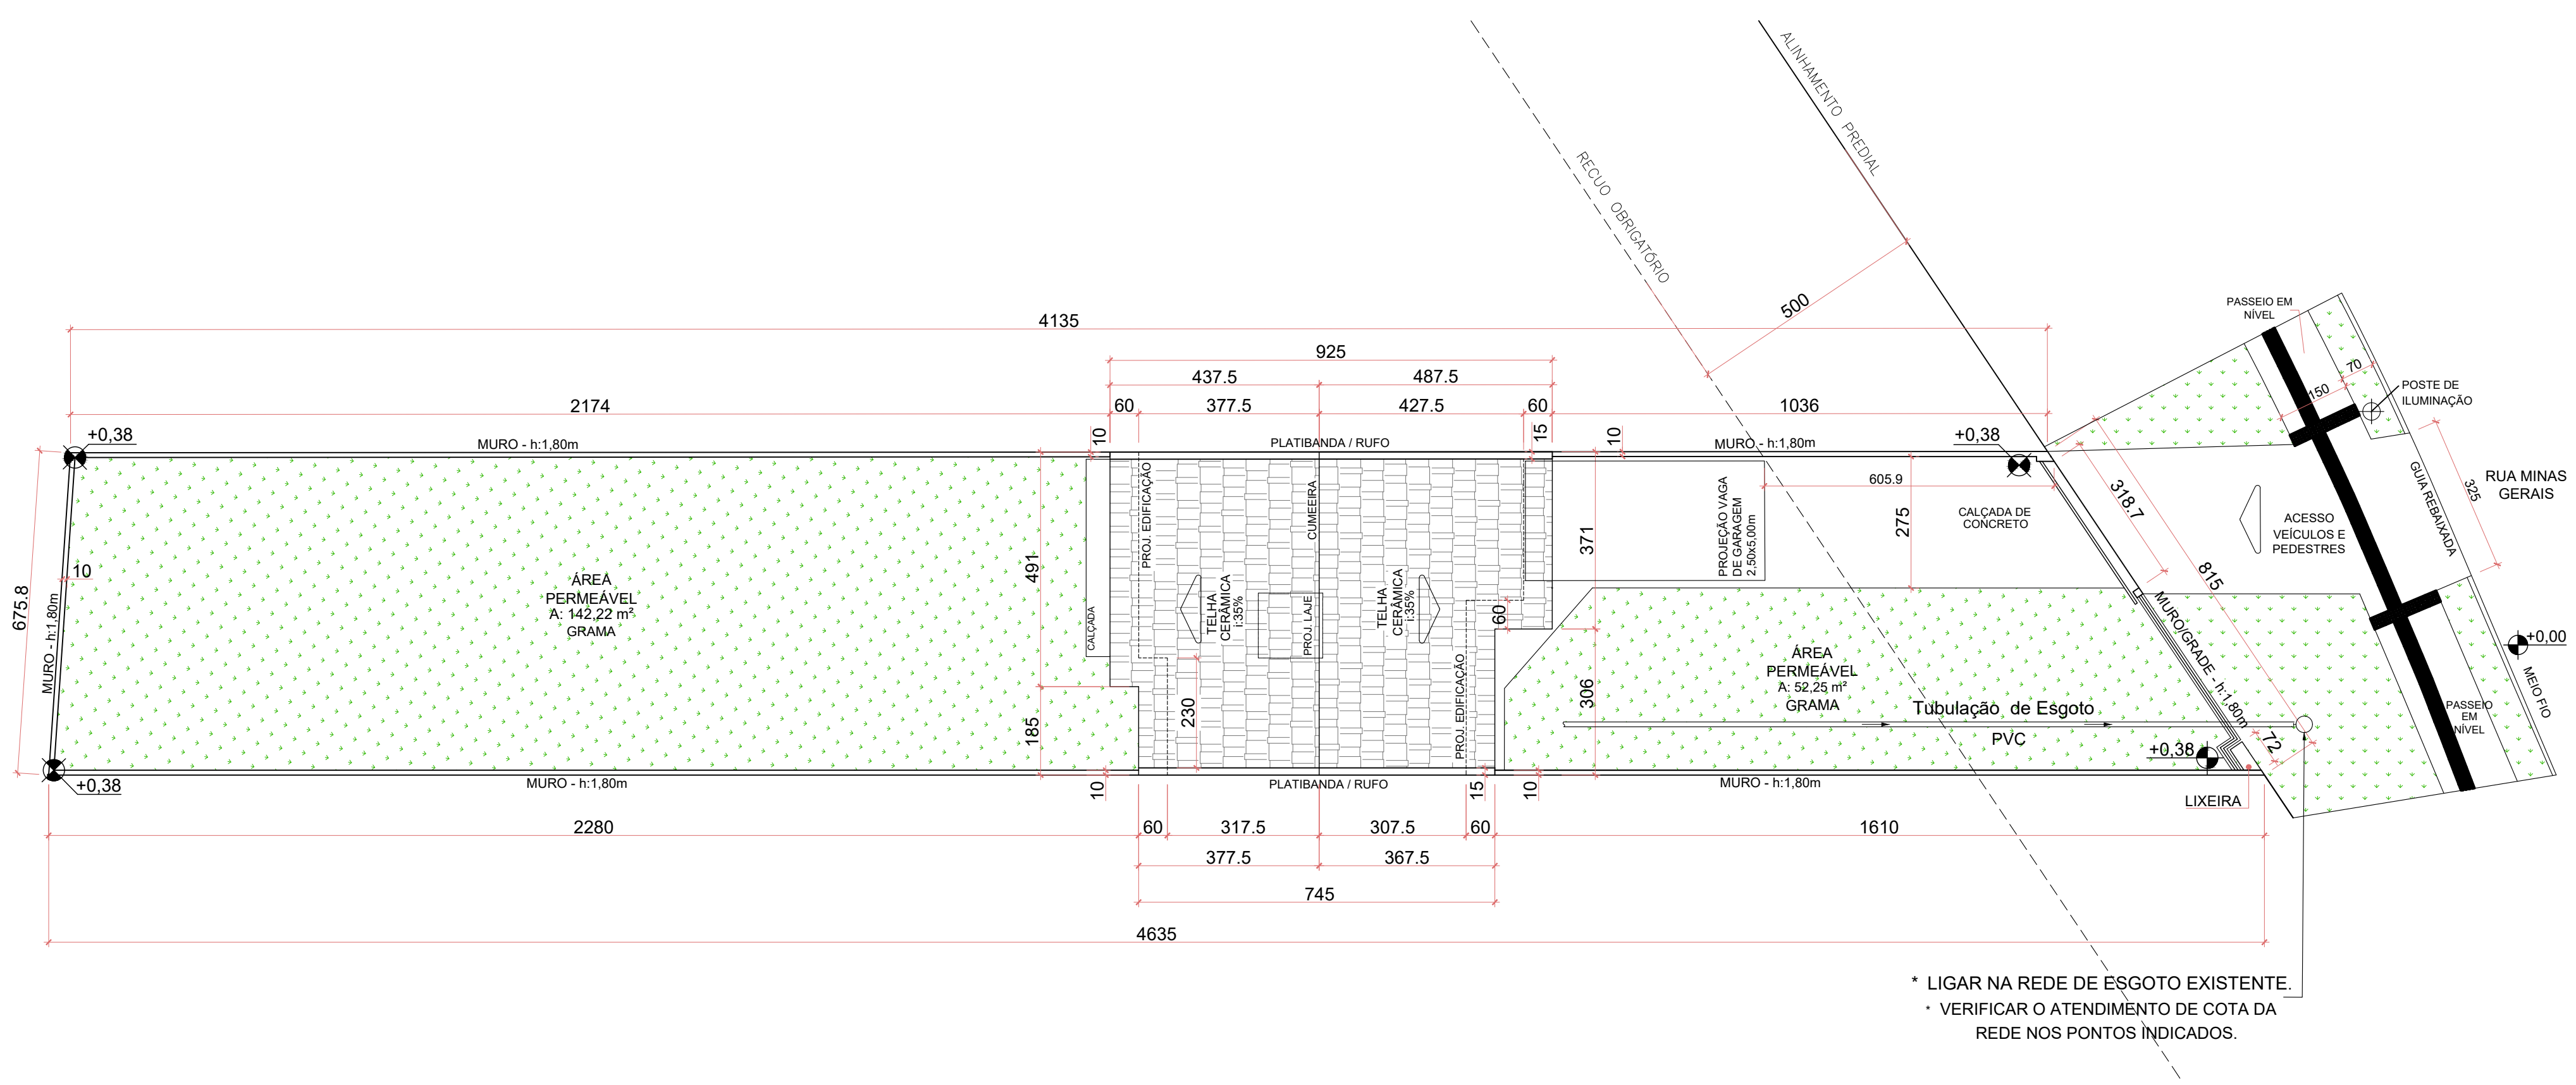 ALINHAMENTO PREDIAL
RECUO OBRIGATÓRIO
500
4135
925
437.5
487.5
2174
60
377.5
427.5
60
1036
PASSEIO EM
NÍVEL
70
150
POSTE DE
ILUMINAÇÃO
+0,38
MURO - h:1,80m
10
PLATIBANDA / RUFO
15
10
MURO - h:1,80m
+0,38
GUIA REBAIXADA
325
RUA MINAS
GERAIS
675.8
MURO - h:1,80m
10
ÁREA
PERMEÁVEL
A: 142,22 m²
GRAMA
491
185
CALÇADA
PROJ. EDIFICAÇÃO
TELHA
CERÂMICA
i:35%
CUMEEIRA
PROJ. LAJE
TELHA
CERÂMICA
i:35%
230
60
PROJ. EDIFICAÇÃO
371
306
PROJEÇÃO VAGA
DE GARAGEM
2,50x5,00m
605.9
275
CALÇADA DE
CONCRETO
318.7
815
ACESSO
VEÍCULOS E
PEDESTRES
MURO/GRADE - h:1,80m
72
+0,00
MEIO FIO
PASSEIO
EM
NÍVEL
ÁREA
PERMEÁVEL
A: 52,25 m²
GRAMA
Tubulação de Esgoto
PVC
+0,38
+0,38
MURO - h:1,80m
10
PLATIBANDA / RUFO
15
10
MURO - h:1,80m
LIXEIRA
2280
60
317.5
307.5
60
1610
377.5
367.5
745
4635
* LIGAR NA REDE DE ESGOTO EXISTENTE.
* VERIFICAR O ATENDIMENTO DE COTA DA
REDE NOS PONTOS INDICADOS.